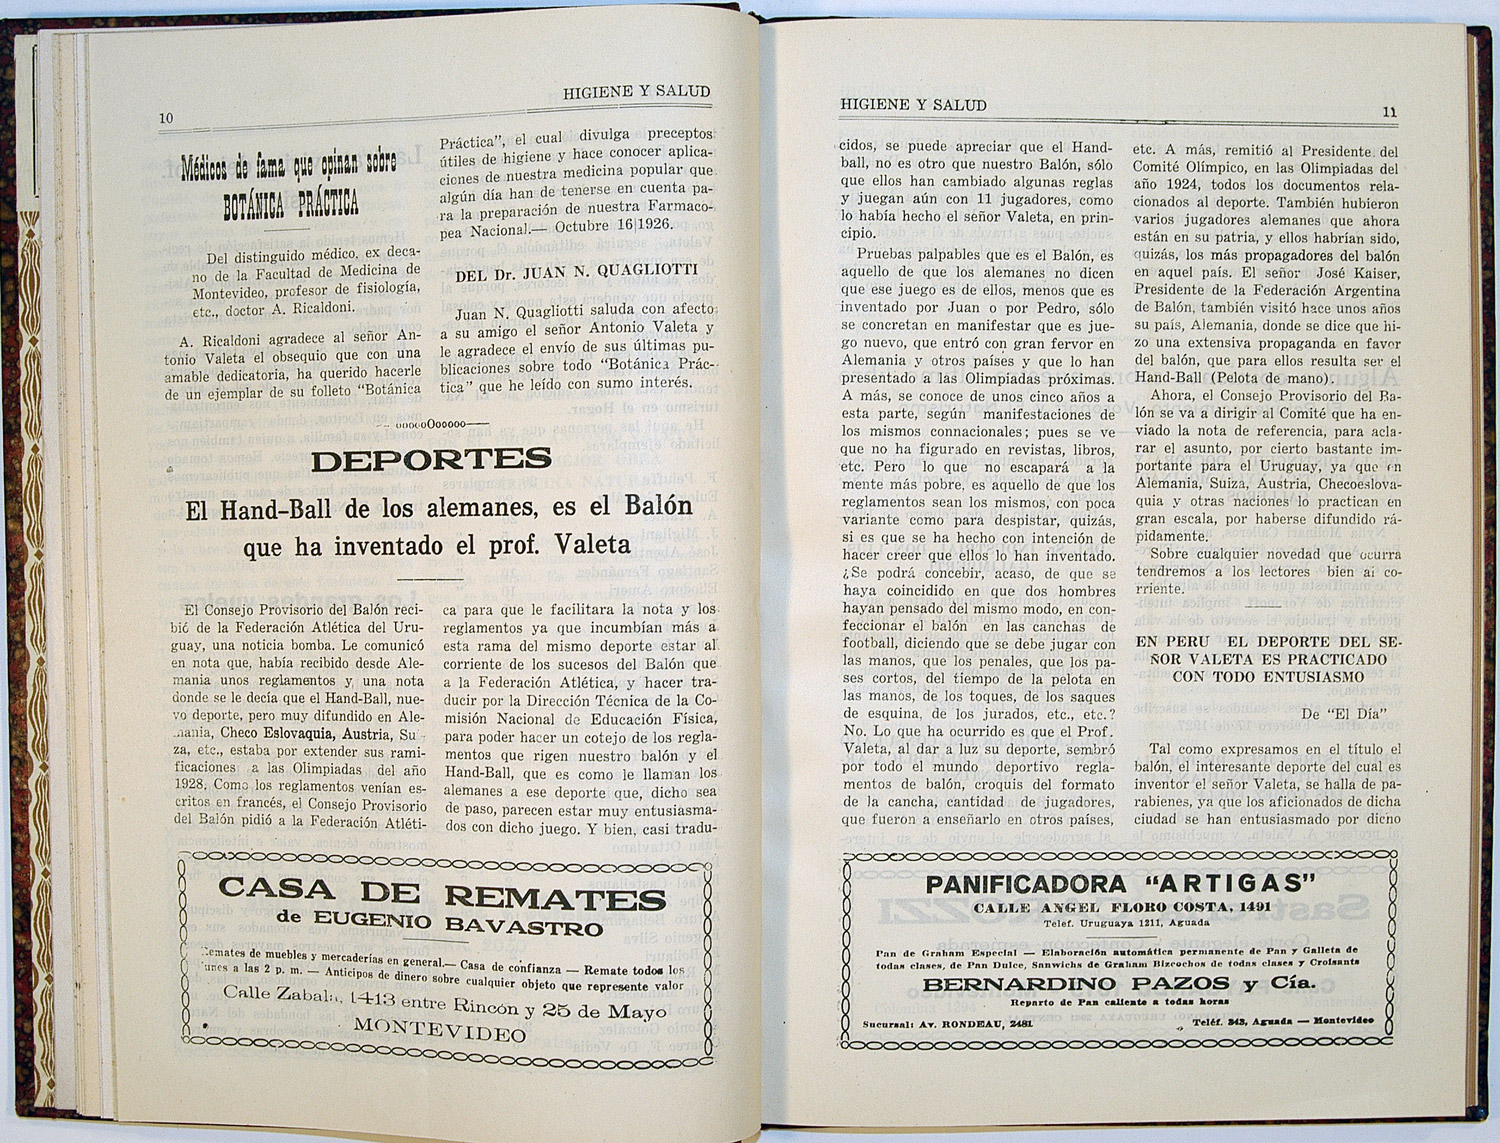 10
HIGIENE Y SALUD
Médicos de fama que opinan sobre
BOTÁNICA PRÁCTICA
Del distinguido médico, ex deca-
no de la Facultad de Medicina de
Montevideo, profesor de fisiología,
etc., doctor A. Ricaldoni.
A. Ricaldoni agradece al señor An-
tonio Valeta el obsequio que con una
amable dedicatoria, ha querido hacerle
de un ejemplar de su folleto "Botánica
Práctica", el cual divulga preceptos
útiles de higiene y hace conocer aplica-
ciones de nuestra medicina popular que
algún día han de tenerse en cuenta pa-
ra la preparación de nuestra Farmaco-
pea Nacional.— Octubre 16|1926.
DEL Dr. JUAN N. QUAGLIOTTI
Juan N. Quagliotti saluda con afecto
a su amigo el señor Antonio Valeta y
le agradece el envío de sus últimas pu-
blicaciones sobre todo "Botánica Prác-
tica" que he leído con sumo interés.
DEPORTES
El Hand-Ball de los alemanes, es el Balón
que ha inventado el prof. Valeta
El Consejo Provisorio del Balón reci-
bió de la Federación Atlética del Uru-
guay, una noticia bomba. Le comunicó
en nota que, había recibido desde Ale-
mania unos reglamentos y una nota
donde se le decía que el Hand-Ball, nue-
vo deporte, pero muy difundido en Ale-
mania, Checo Eslovaquia, Austria, Su-
za, etc., estaba por extender sus rami-
ficaciones a las Olimpiadas del año
1928. Como los reglamentos venían es-
critos en francés, el Consejo Provisorio
del Balón pidió a la Federación Atléti-
ca para que le facilitara la nota y los
reglamentos ya que incumbían más a
esta rama del mismo deporte estar al
corriente de los sucesos del Balón que
a la Federación Atlética, y hacer tra-
ducir por la Dirección Técnica de la Co-
misión Nacional de Educación Física,
para poder hacer un cotejo de los regla-
mentos que rigen nuestro balón y el
Hand-Ball, que es como le llaman los
alemanes a ese deporte que, dicho sea
de paso, parecen estar muy entusiasma-
dos con dicho juego. Y bien, casi tradu-
CASA DE REMATES
de EUGENIO BAVASTRO
Remates de muebles y mercaderías en general.— Casa de confianza — Remate todos los
lunes a las 2 p. m. — Anticipos de dinero sobre cualquier objeto que represente valor
Calle Zabala, 1413 entre Rincón y 25 de Mayo
MONTEVIDEO
HIGIENE Y SALUD
11
cidos, se puede apreciar que el Hand-
ball, no es otro que nuestro Balón, sólo
que ellos han cambiado algunas reglas
y juegan aún con 11 jugadores, como
lo había hecho el señor Valeta, en prin-
cipio.
Pruebas palpables que es el Balón, es
aquello de que los alemanes no dicen
que ese juego es de ellos, menos que es
inventado por Juan o por Pedro, sólo
se concretan en manifestar que es jue-
go nuevo, que entró con gran fervor en
Alemania y otros países y que lo han
presentado a las Olimpiadas próximas.
A más, se conoce de unos cinco años a
esta parte, según manifestaciones de
los mismos connacionales; pues se ve
que no ha figurado en revistas, libros,
etc. Pero lo que no escapará a la
mente más pobre, es aquello de que los
reglamentos sean los mismos, con poca
variante como para despistar, quizás,
si es que se ha hecho con intención de
hacer creer que ellos lo han inventado.
¿Se podrá concebir, acaso, de que se
haya coincidido en que dos hombres
hayan pensado del mismo modo, en con-
feccionar el balón en las canchas de
football, diciendo que se debe jugar con
las manos, que los penales, que los pa-
ses cortos, del tiempo de la pelota en
las manos, de los toques, de los saques
de esquina, de los jurados, etc., etc.?
No. Lo que ha ocurrido es que el Prof.
Valeta, al dar a luz su deporte, sembró
por todo el mundo deportivo regla-
mentos de balón, croquis del formato
de la cancha, cantidad de jugadores,
que fueron a enseñarlo en otros países,
etc. A más, remitió al Presidente del
Comité Olímpico, en las Olimpiadas del
año 1924, todos los documentos rela-
cionados al deporte. También hubieron
varios jugadores alemanes que ahora
están en su patria, y ellos habrían sido,
quizás, los más propagadores del balón
en aquel país. El señor José Kaiser,
Presidente de la Federación Argentina
de Balón, también visitó hace unos años
su país, Alemania, donde se dice que hi-
zo una extensiva propaganda en favor
del balón, que para ellos resulta ser el
Hand-Ball (Pelota de mano).
Ahora, el Consejo Provisorio del Ba-
lón se va a dirigir al Comité que ha en-
viado la nota de referencia, para acla-
rar el asunto, por cierto bastante im-
portante para el Uruguay, ya que en
Alemania, Suiza, Austria, Checoeslova-
quia y otras naciones lo practican en
gran escala, por haberse difundido rá-
pidamente.
Sobre cualquier novedad que ocurra
tendremos a los lectores bien al co-
rriente.
EN PERU EL DEPORTE DEL SE-
ÑOR VALETA ES PRACTICADO
CON TODO ENTUSIASMO
De "El Día"
Tal como expresamos en el título el
balón, el interesante deporte del cual es
inventor el señor Valeta, se halla de pa-
rabienes, ya que los aficionados de dicha
ciudad se han entusiasmado por dicho
PANIFICADORA "ARTIGAS"
CALLE ANGEL FLORO COSTA, 1491
Teléf. Uruguaya 1211, Aguada
Pan de Graham Especial — Elaboración automática permanente de Pan y Galleta de
todas clases, de Pan Dulce, Sanwichs de Graham Bizcochos de todas clases y Croisants
BERNARDINO PAZOS y Cía.
Reparto de Pan caliente a todas horas
Sucursal: Av. RONDEAU, 2481
Teléf. 343, Aguada — Montevideo